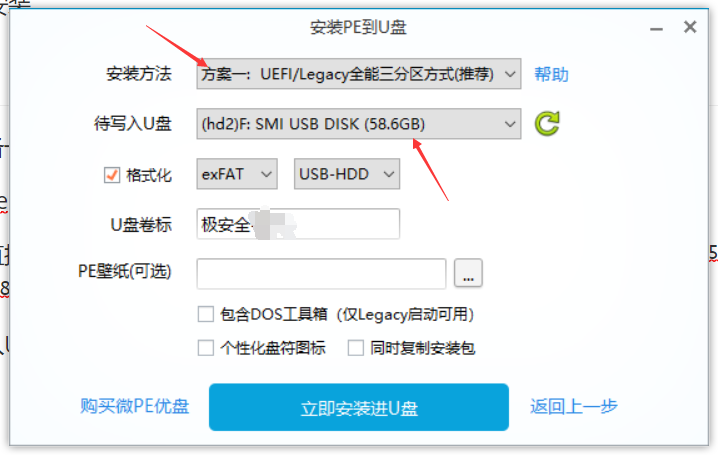 安装PE到U盘
安装方法 方案一：UEFI/Legacy全能三分区方式(推荐) 帮助
待写入U盘 (hd2)F: SMI USB DISK (58.6GB)
格式化 exFAT USB-HDD
U盘卷标 极安全
PE壁纸(可选) ...
包含DOS工具箱（仅Legacy启动可用）
个性化盘符图标 同时复制安装包
购买微PE优盘 立即安装进U盘 返回上一步